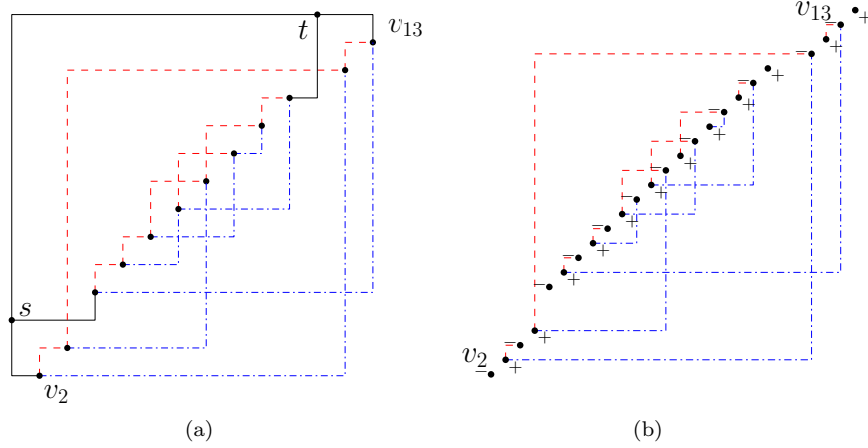 t
v13
s
v2
(a)
v13
v2
− + − + − + − + − + − + − + − + − + − + − + − + − +
(b)